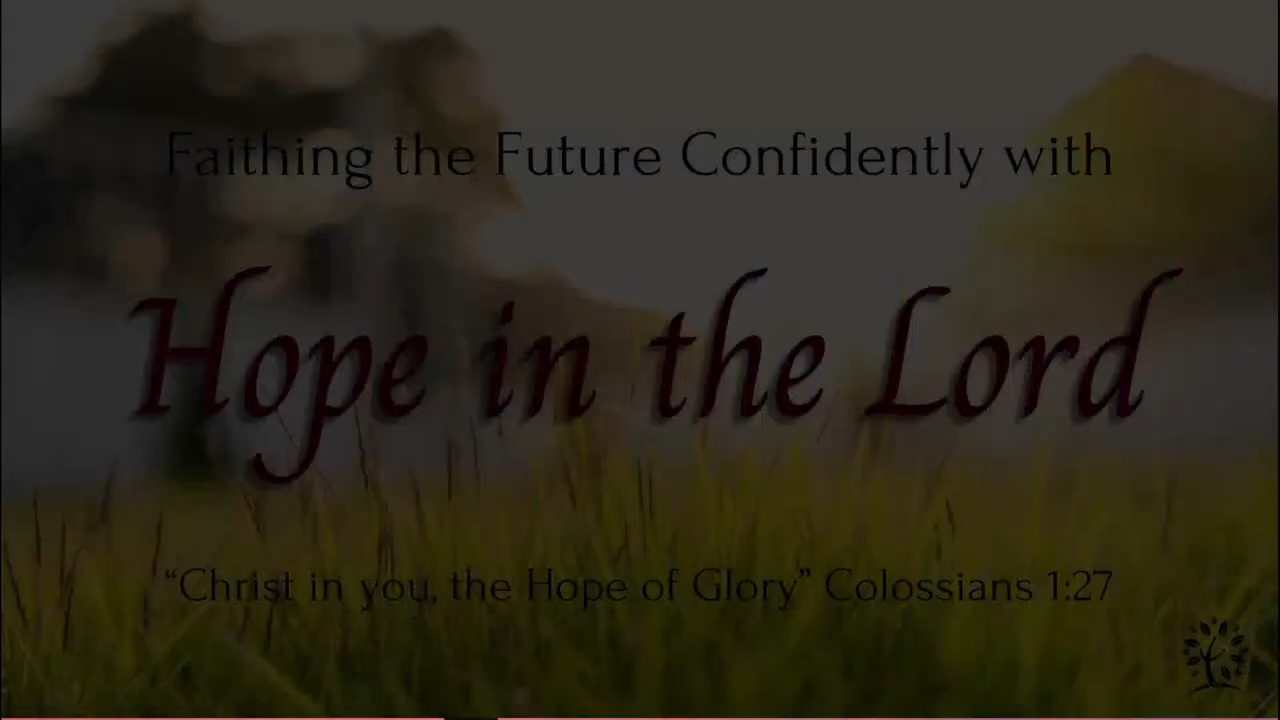 Faithing the Future Confidently with
Hope in the Lord
“Christ in you, the Hope of Glory” Colossians 1:27